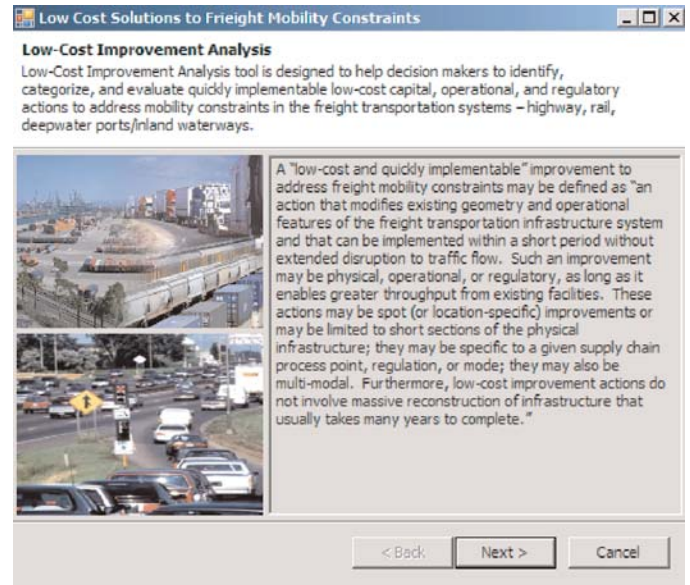 Low Cost Solutions to Frieight Mobility Constraints
Low-Cost Improvement Analysis
Low-Cost Improvement Analysis tool is designed to help decision makers to identify,
categorize, and evaluate quickly implementable low-cost capital, operational, and regulatory
actions to address mobility constraints in the freight transportation systems – highway, rail,
deepwater ports/inland waterways.
A "low-cost and quickly implementable" improvement to
address freight mobility constraints may be defined as "an
action that modifies existing geometry and operational
features of the freight transportation infrastructure system
and that can be implemented within a short period without
extended disruption to traffic flow. Such an improvement
may be physical, operational, or regulatory, as long as it
enables greater throughput from existing facilities. These
actions may be spot (or location-specific) improvements or
may be limited to short sections of the physical
infrastructure; they may be specific to a given supply chain
process point, regulation, or mode; they may also be
multi-modal. Furthermore, low-cost improvement actions do
not involve massive reconstruction of infrastructure that
usually takes many years to complete."
< Back
Next >
Cancel